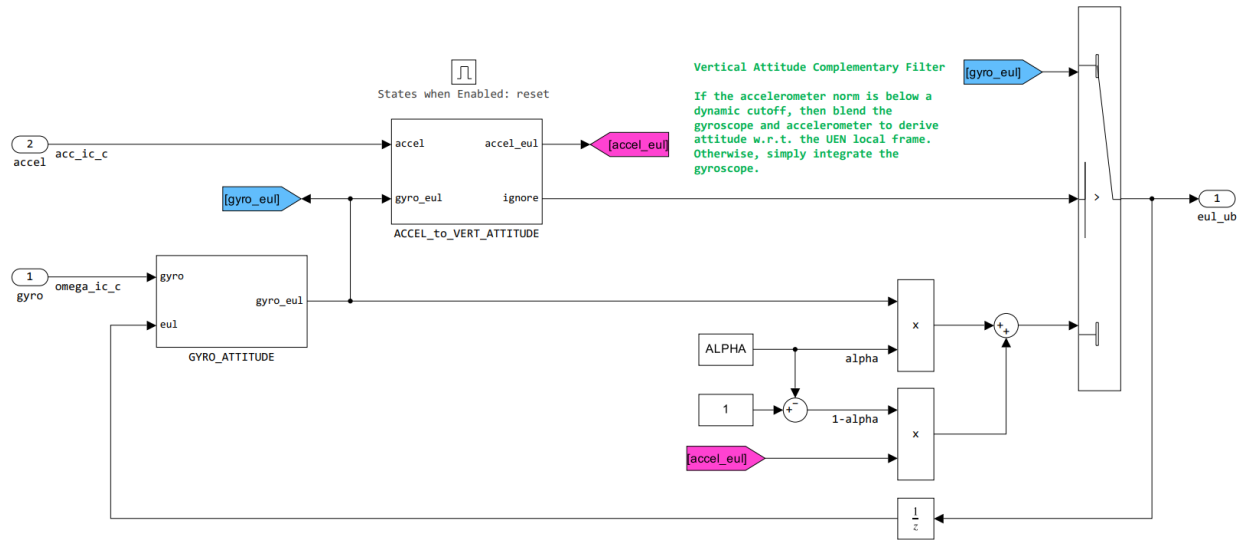 Vertical Attitude Complementary Filter
[gyro_eul]
States when Enabled: reset
If the accelerometer norm is below a
dynamic cutoff, then blend the
gyroscope and accelerometer to derive
attitude w.r.t. the UEN local frame.
Otherwise, simply integrate the
gyroscope.
2
accel
acc_ic_c
accel
accel_eul
[accel_eul]
[gyro_eul]
gyro_eul
ignore
ACCEL_to_VERT_ATTITUDE
>
1
eul_ub
1
gyro
omega_ic_c
gyro
gyro_eul
eul
GYRO_ATTITUDE
x
+
+
ALPHA
alpha
1
+
−
1-alpha
x
[accel_eul]
1
z